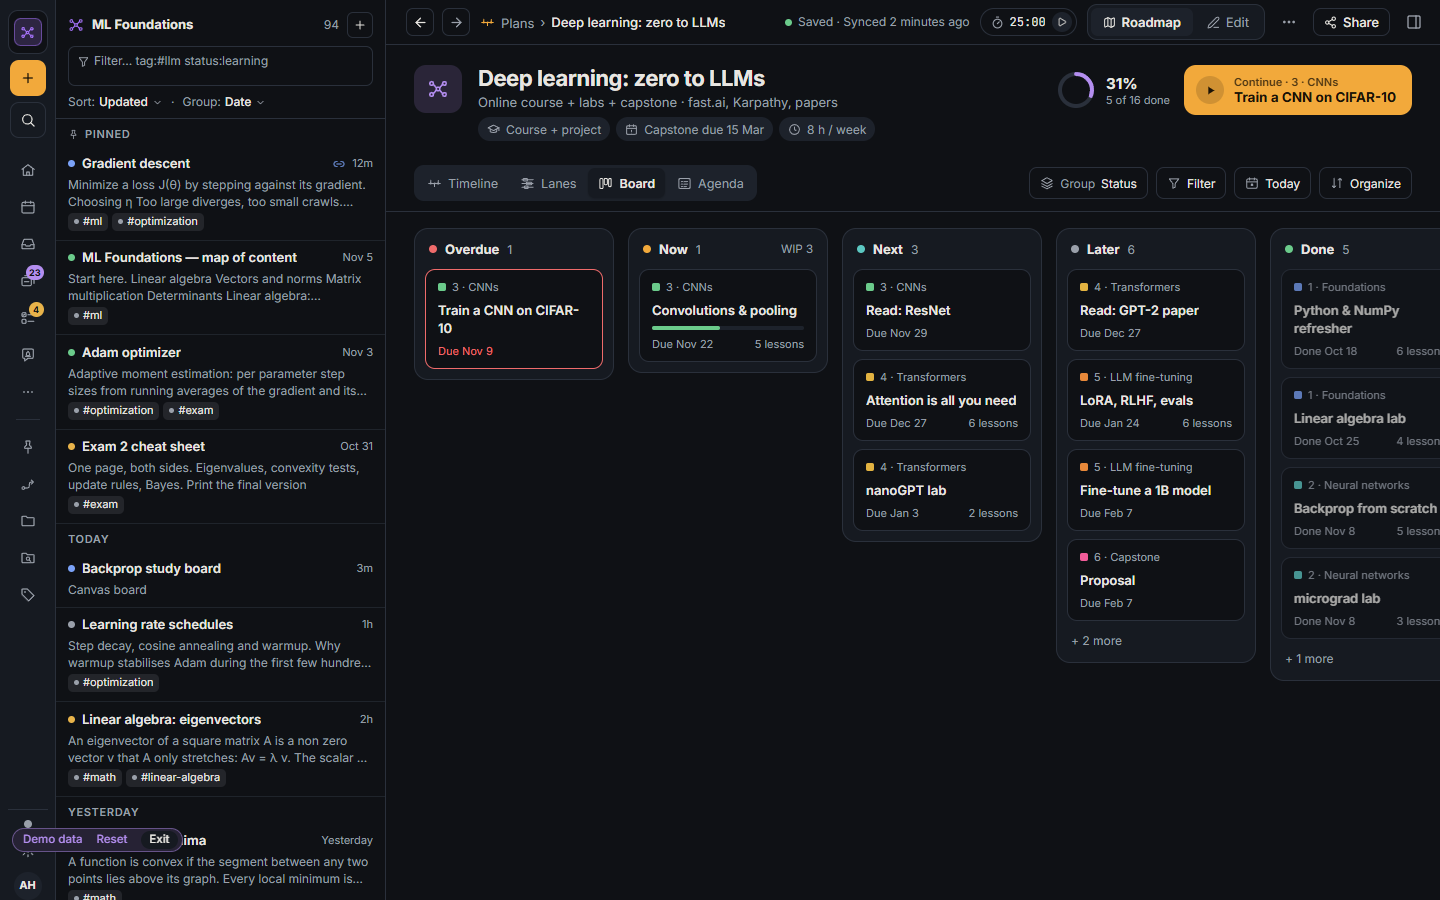 ML Foundations 94
Filter... tag:#llm status:learning
Sort: Updated · Group: Date
PINNED
Gradient descent 12m
Minimize a loss J(θ) by stepping against its gradient.
Choosing η Too large diverges, too small crawls....
#ml #optimization
ML Foundations — map of content Nov 5
Start here. Linear algebra Vectors and norms Matrix
multiplication Determinants Linear algebra:...
#ml
Adam optimizer Nov 3
Adaptive moment estimation: per parameter step
sizes from running averages of the gradient and its...
#optimization #exam
Exam 2 cheat sheet Oct 31
One page, both sides. Eigenvalues, convexity tests,
update rules, Bayes. Print the final version
#exam
TODAY
Backprop study board 3m
Canvas board
Learning rate schedules 1h
Step decay, cosine annealing and warmup. Why
warmup stabilises Adam during the first few hundre...
#optimization
Linear algebra: eigenvectors 2h
An eigenvector of a square matrix A is a non zero
vector v that A only stretches: Av = λ v. The scalar ...
#math #linear-algebra
YESTERDAY
ima Yesterday
A function is convex if the segment between any two
points lies above its graph. Every local minimum is...
#math
23
4
Demo data Reset Exit
AH
Plans › Deep learning: zero to LLMs
Saved · Synced 2 minutes ago
25:00
Roadmap Edit
Share
Deep learning: zero to LLMs
Online course + labs + capstone · fast.ai, Karpathy, papers
Course + project Capstone due 15 Mar 8 h / week
31%
5 of 16 done
Continue · 3 · CNNs
Train a CNN on CIFAR-10
Timeline Lanes Board Agenda
Group Status Filter Today Organize
Overdue 1
3 · CNNs
Train a CNN on CIFAR-
10
Due Nov 9
Now 1 WIP 3
3 · CNNs
Convolutions & pooling
Due Nov 22 5 lessons
Next 3
3 · CNNs
Read: ResNet
Due Nov 29
4 · Transformers
Attention is all you need
Due Dec 27 6 lessons
4 · Transformers
nanoGPT lab
Due Jan 3 2 lessons
Later 6
4 · Transformers
Read: GPT-2 paper
Due Dec 27
5 · LLM fine-tuning
LoRA, RLHF, evals
Due Jan 24 6 lessons
5 · LLM fine-tuning
Fine-tune a 1B model
Due Feb 7
6 · Capstone
Proposal
Due Feb 7
+ 2 more
Done 5
1 · Foundations
Python & NumPy
refresher
Done Oct 18 6 lesson
1 · Foundations
Linear algebra lab
Done Oct 25 4 lesson
2 · Neural networks
Backprop from scratch
Done Nov 8 5 lesson
2 · Neural networks
micrograd lab
Done Nov 8 3 lesson
+ 1 more